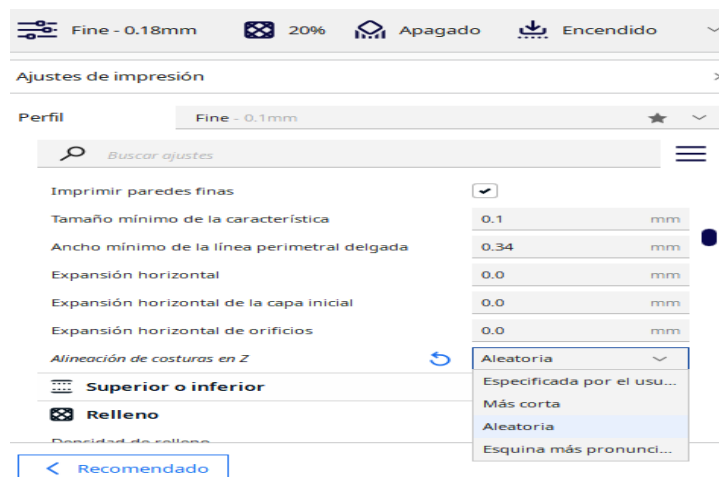 Fine - 0.18mm 20% Apagado Encendido
Ajustes de impresión
Perfil Fine - 0.1mm
Buscar ajustes
Imprimir paredes finas
Tamaño mínimo de la característica 0.1 mm
Ancho mínimo de la línea perimetral delgada 0.34 mm
Expansión horizontal 0.0 mm
Expansión horizontal de la capa inicial 0.0 mm
Expansión horizontal de orificios 0.0 mm
Alineación de costuras en Z Aleatoria
Especificada por el usu...
Superior o inferior
Más corta
Relleno
Aleatoria
Densidad de relleno
Esquina más pronunci...
Recomendado